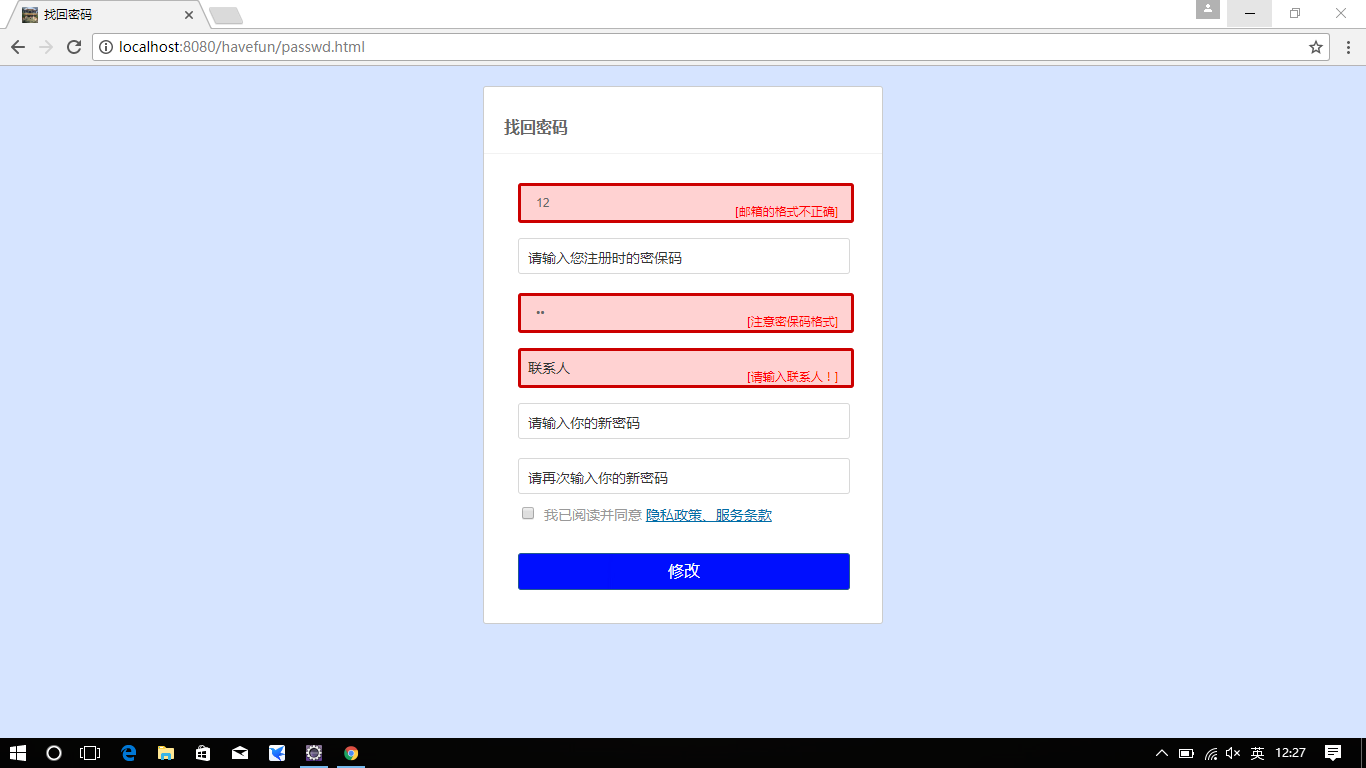 找回密码
localhost:8080/havefun/passwd.html
找回密码
12
[邮箱的格式不正确]
请输入您注册时的密保码
••
[注意密保码格式]
联系人
[请输入联系人！]
请输入你的新密码
请再次输入你的新密码
我已阅读并同意 隐私政策、服务条款
修改
英
12:27